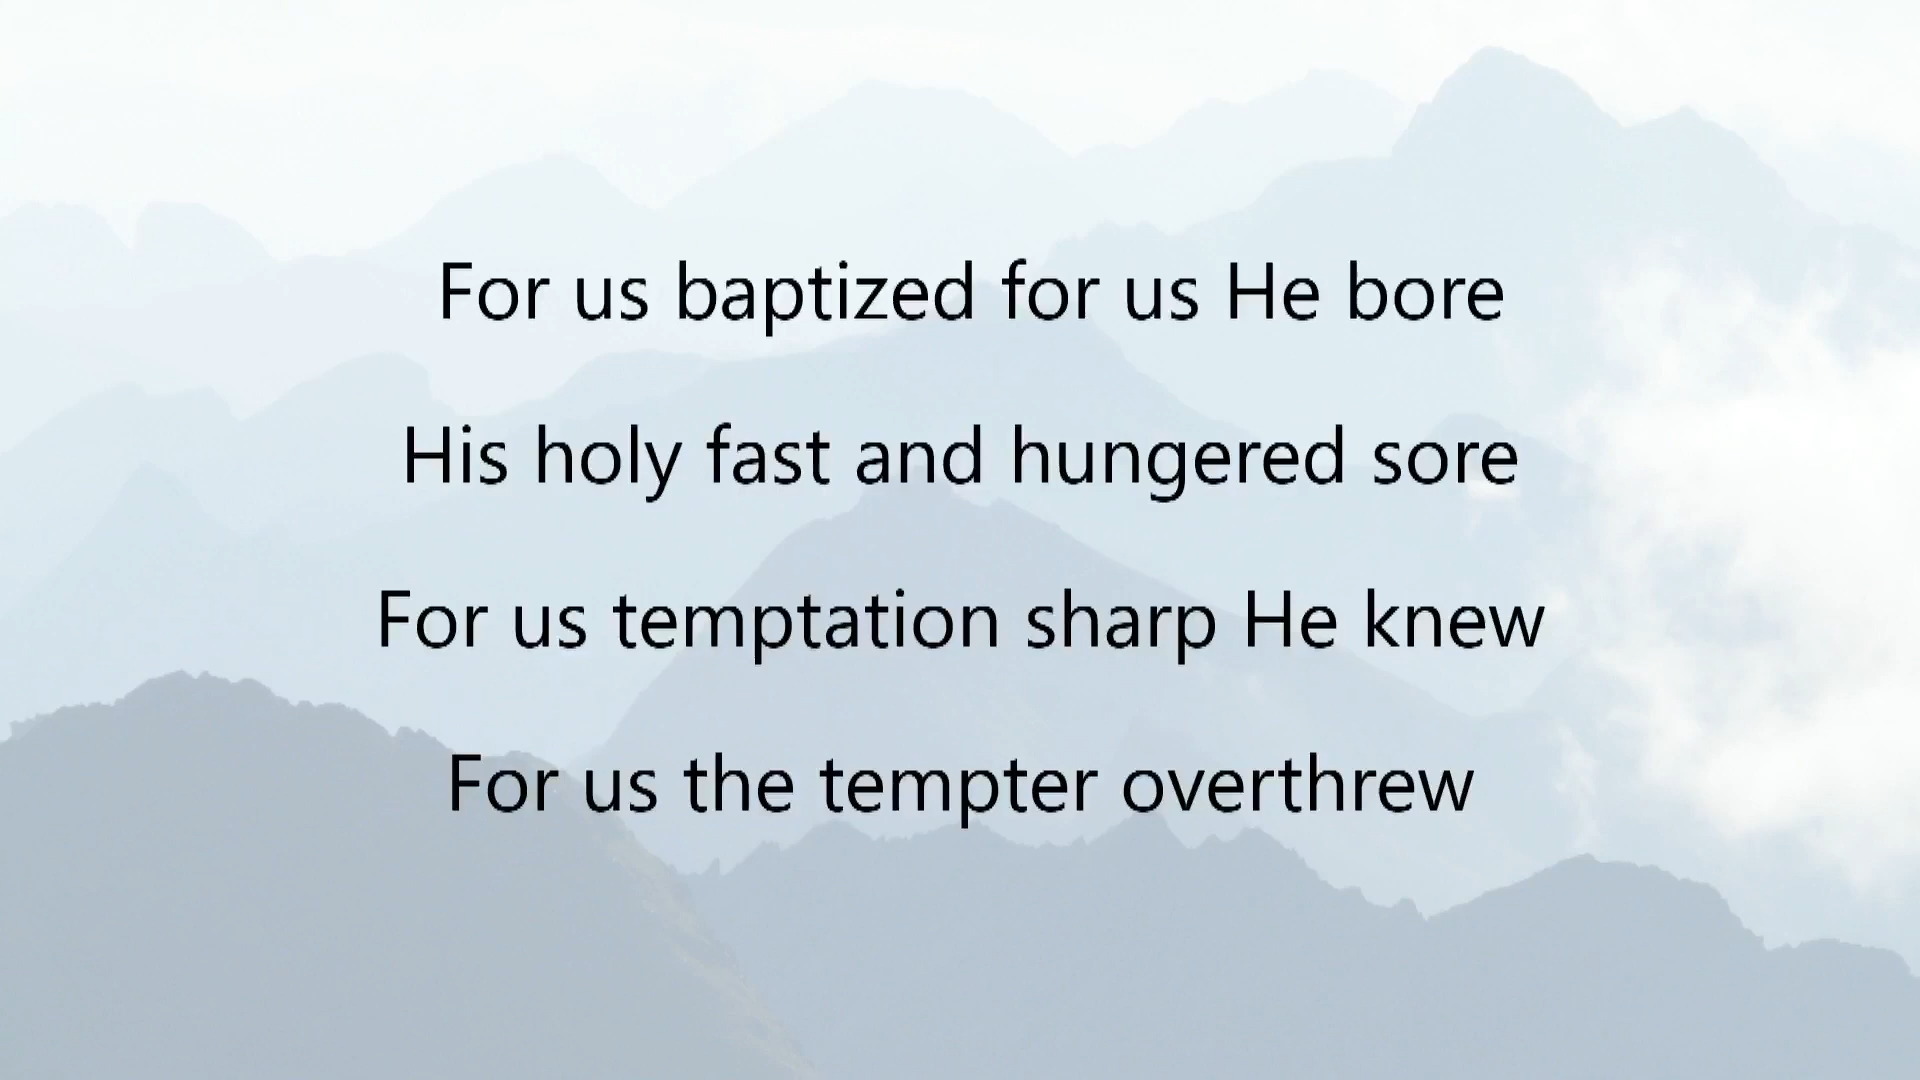 For us baptized for us He bore
His holy fast and hungered sore
For us temptation sharp He knew
For us the tempter overthrew